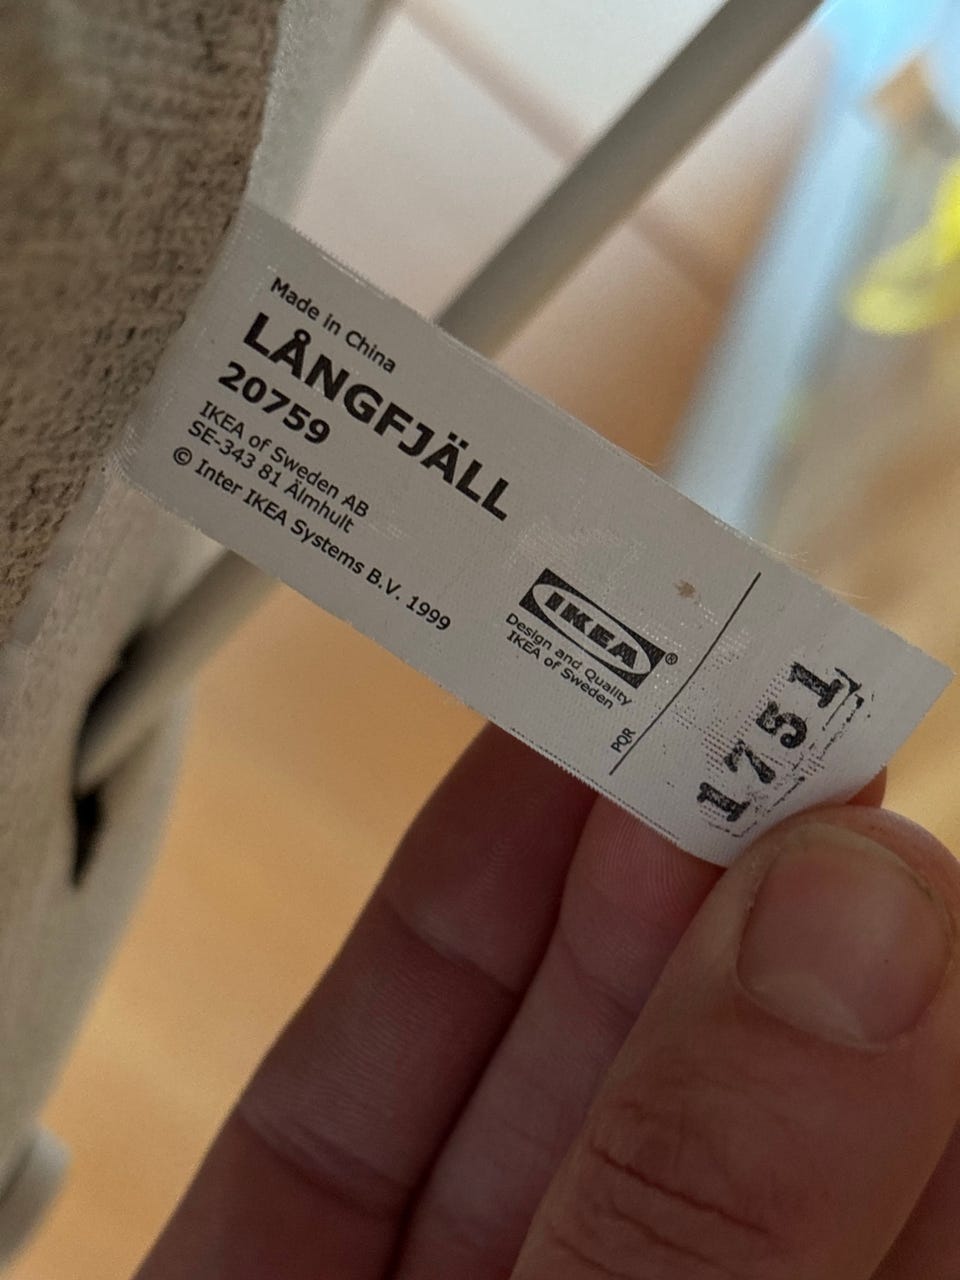 Made in China
LÅNGFJÄLL
20759
IKEA of Sweden AB
SE-343 81 Älmhult
© Inter IKEA Systems B.V. 1999
IKEA®
Design and Quality
IKEA of Sweden
PQR
1751